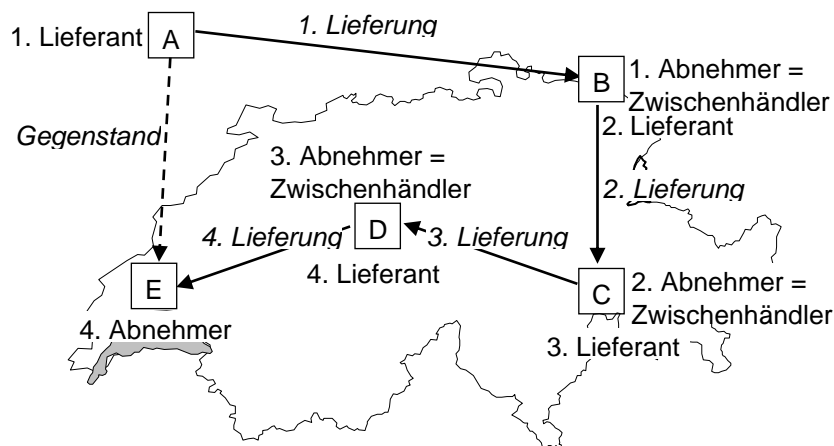 1. Lieferant
A
1. Lieferung
B
1. Abnehmer =
Zwischenhändler
2. Lieferant
Gegenstand
3. Abnehmer =
Zwischenhändler
2. Lieferung
4. Lieferung
D
3. Lieferung
4. Lieferant
E
4. Abnehmer
C
2. Abnehmer =
Zwischenhändler
3. Lieferant